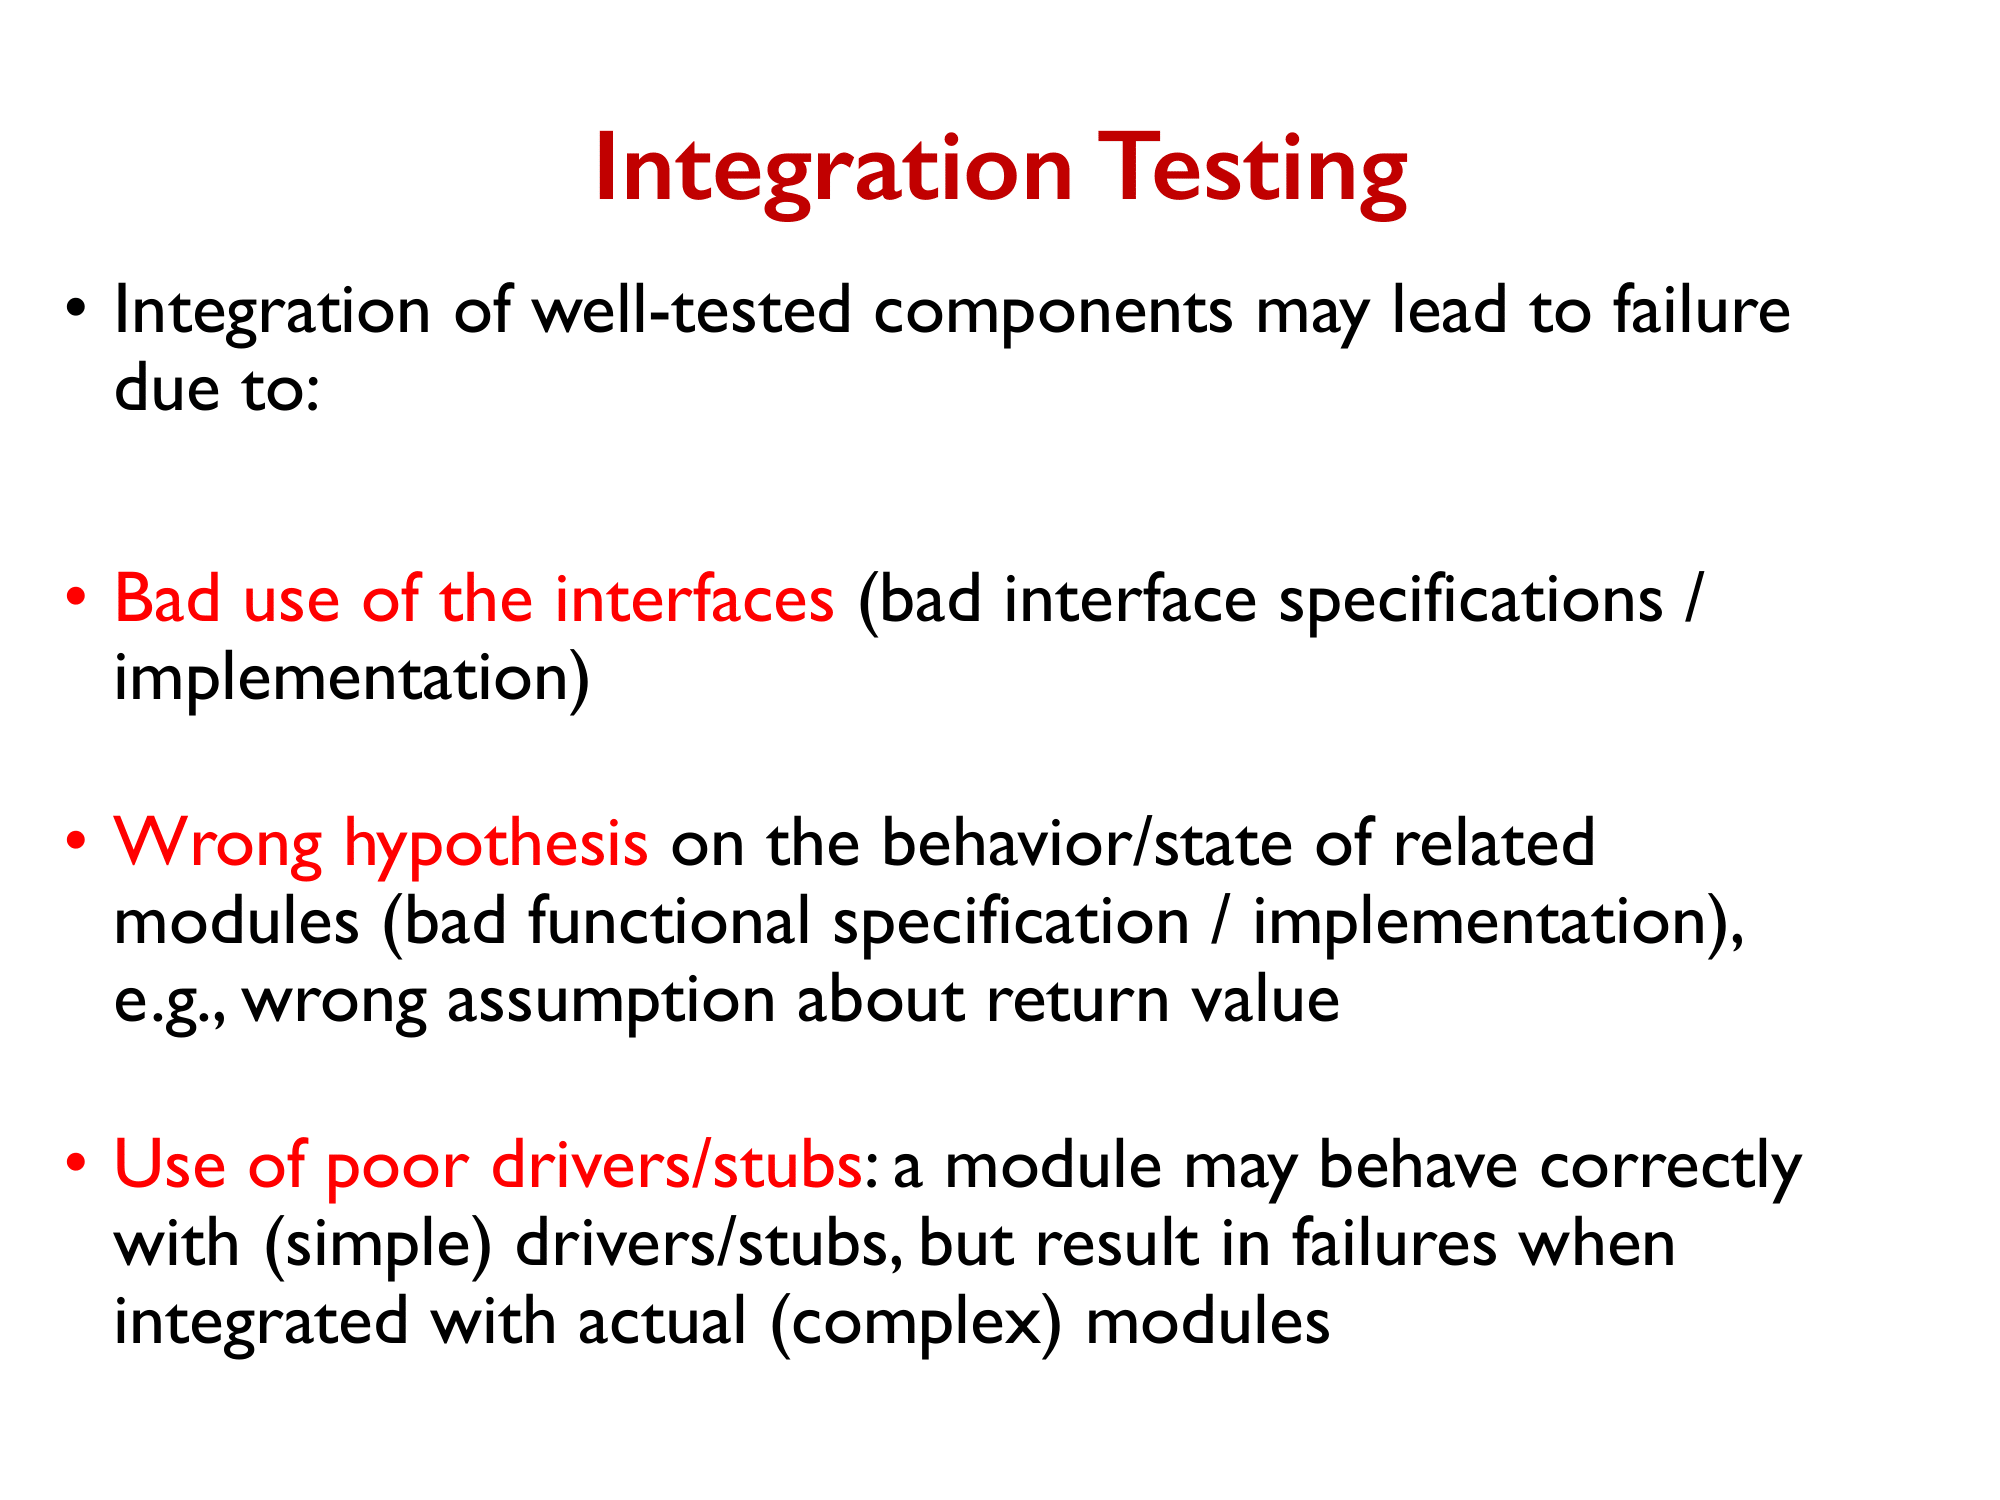 Integration Testing
• Integration of well-tested components may lead to failure
due to:
• Bad use of the interfaces (bad interface specifications /
implementation)
• Wrong hypothesis on the behavior/state of related
modules (bad functional specification / implementation),
e.g., wrong assumption about return value
• Use of poor drivers/stubs: a module may behave correctly
with (simple) drivers/stubs, but result in failures when
integrated with actual (complex) modules